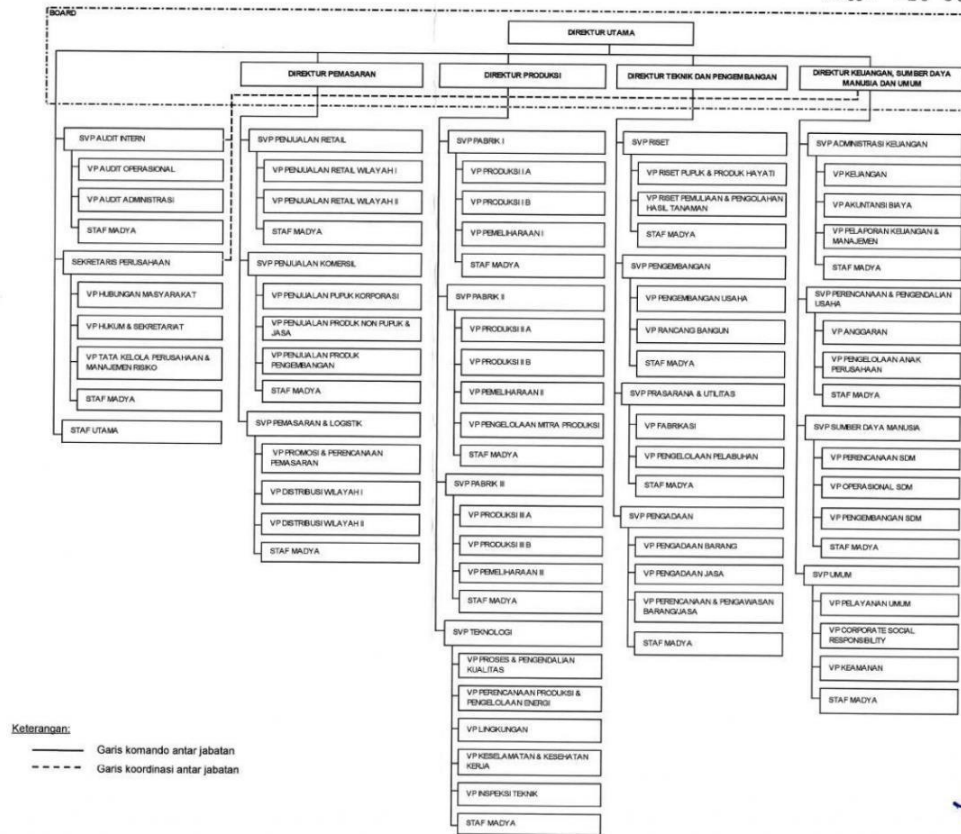 BOARD
DIREKTUR UTAMA
DIREKTUR PEMASARAN
DIREKTUR PRODUKSI
DIREKTUR TEKNIK DAN PENGEMBANGAN
DIREKTUR KEUANGAN, SUMBER DAYA
MANUSIA DAN UMUM
SVP AUDIT INTERN
VP AUDIT OPERASIONAL
VP AUDIT ADMINISTRASI
STAF MADYA
SEKRETARIS PERUSAHAAN
VP HUBUNGAN MASYARAKAT
VP HUKUM & SEKRETARIAT
VP TATA KELOLA PERUSAHAAN &
MANAJEMEN RISIKO
STAF MADYA
STAF UTAMA
SVP PENJUALAN RETAIL
VP PENJUALAN RETAIL WILAYAH I
VP PENJUALAN RETAIL WILAYAH II
STAF MADYA
SVP PENJUALAN KOMERSIL
VP PENJUALAN PUPUK KORPORASI
VP PENJUALAN PRODUK NON PUPUK &
JASA
VP PENJUALAN PRODUK
PENGEMBANGAN
STAF MADYA
SVP PEMASARAN & LOGISTIK
VP PROMOSI & PERENCANAAN
PEMASARAN
VP DISTRIBUSI WILAYAH I
VP DISTRIBUSI WILAYAH II
STAF MADYA
SVP PABRIK I
VP PRODUKSI I A
VP PRODUKSI I B
VP PEMELIHARAAN I
STAF MADYA
SVP PABRIK II
VP PRODUKSI II A
VP PRODUKSI II B
VP PEMELIHARAAN II
VP PENGELOLAAN MITRA PRODUKSI
STAF MADYA
SVP PABRIK III
VP PRODUKSI III A
VP PRODUKSI III B
VP PEMELIHARAAN III
STAF MADYA
SVP TEKNOLOGI
VP PROSES & PENGENDALIAN
KUALITAS
VP PERENCANAAN PRODUKSI &
PENGELOLAAN ENERGI
VP LINGKUNGAN
VP KESELAMATAN & KESEHATAN
KERJA
VP INSPEKSI TEKNIK
STAF MADYA
SVP RISET
VP RISET PUPUK & PRODUK HAYATI
VP RISET PEMULIAAN & PENGOLAHAN
HASIL TANAMAN
STAF MADYA
SVP PENGEMBANGAN
VP PENGEMBANGAN USAHA
VP RANCANG BANGUN
STAF MADYA
SVP PRASARANA & UTILITAS
VP FABRIKASI
VP PENGELOLAAN PELABUHAN
STAF MADYA
SVP PENGADAAN
VP PENGADAAN BARANG
VP PENGADAAN JASA
VP PERENCANAAN & PENGAWASAN
BARANG/JASA
STAF MADYA
SVP ADMINISTRASI KEUANGAN
VP KEUANGAN
VP AKUNTANSI BIAYA
VP PELAPORAN KEUANGAN &
MANAJEMEN
STAF MADYA
SVP PERENCANAAN & PENGENDALIAN
USAHA
VP ANGGARAN
VP PENGELOLAAN ANAK
PERUSAHAAN
STAF MADYA
SVP SUMBER DAYA MANUSIA
VP PERENCANAAN SDM
VP OPERASIONAL SDM
VP PENGEMBANGAN SDM
STAF MADYA
SVP UMUM
VP PELAYANAN UMUM
VP CORPORATE SOCIAL
RESPONSIBILITY
VP KEAMANAN
STAF MADYA
Keterangan:
Garis komando antar jabatan
Garis koordinasi antar jabatan